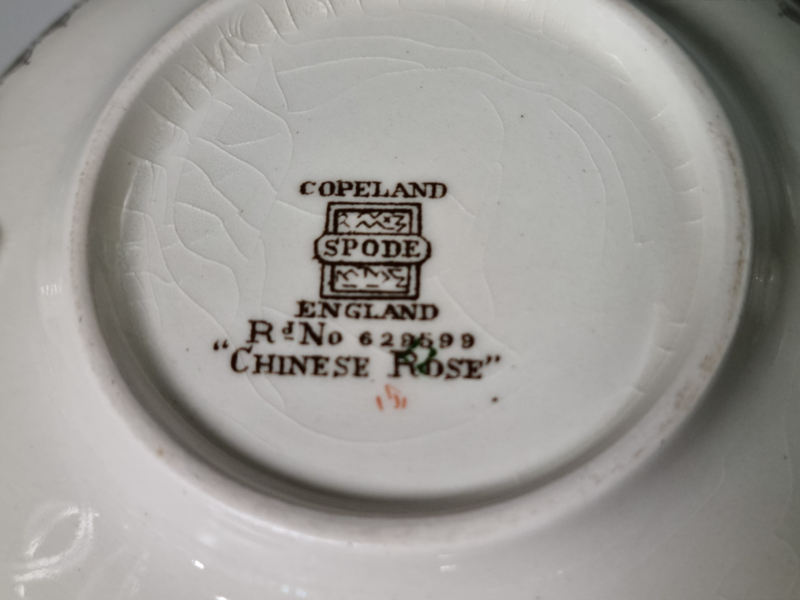 COPELAND
SPODE
ENGLAND
Rd No 629599
"CHINESE ROSE"